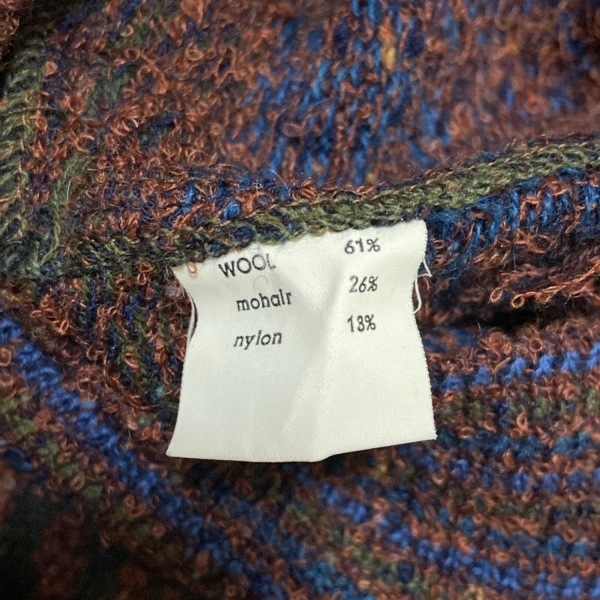 WOOL 61%
mohair 26%
nylon 13%